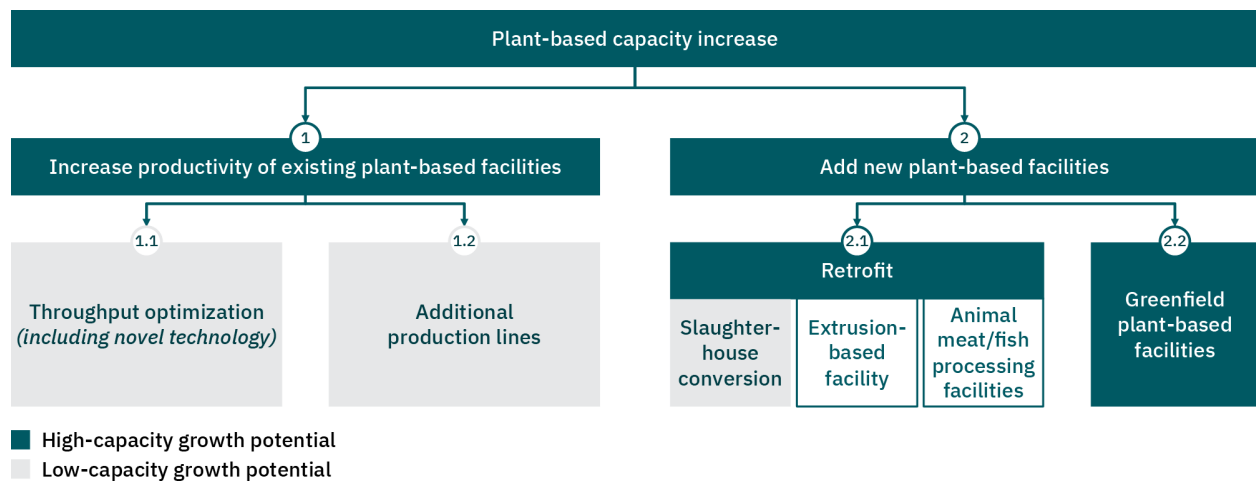 Plant-based capacity increase
1
Increase productivity of existing plant-based facilities
2
Add new plant-based facilities
1.1
Throughput optimization
(including novel technology)
1.2
Additional
production lines
2.1
Retrofit
Slaughter-
house
conversion
Extrusion-
based
facility
Animal
meat/fish
processing
facilities
2.2
Greenfield
plant-based
facilities
High-capacity growth potential
Low-capacity growth potential